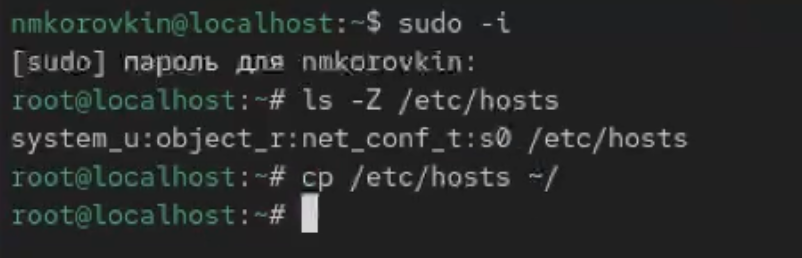 nmkorovkin@localhost:~$ sudo -i
[sudo] пароль для nmkorovkin:
root@localhost:~# ls -Z /etc/hosts
system_u:object_r:net_conf_t:s0 /etc/hosts
root@localhost:~# cp /etc/hosts ~/
root@localhost:~#